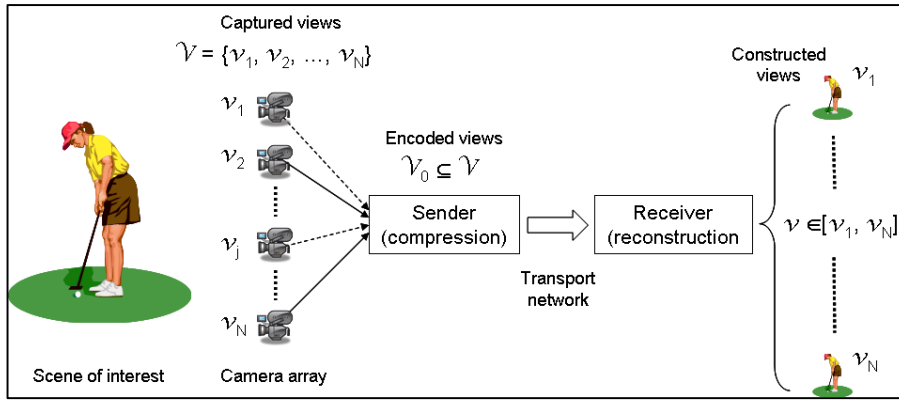 Captured views
𝒱 = {𝓋1, 𝓋2, ..., 𝓋N}
𝓋1
𝓋2
𝓋j
𝓋N
Scene of interest
Camera array
Encoded views
𝒱0 ⊆ 𝒱
Sender
(compression)
Transport
network
Receiver
(reconstruction
Constructed
views
𝓋1
𝓋 ∈[𝓋1, 𝓋N]
𝓋N